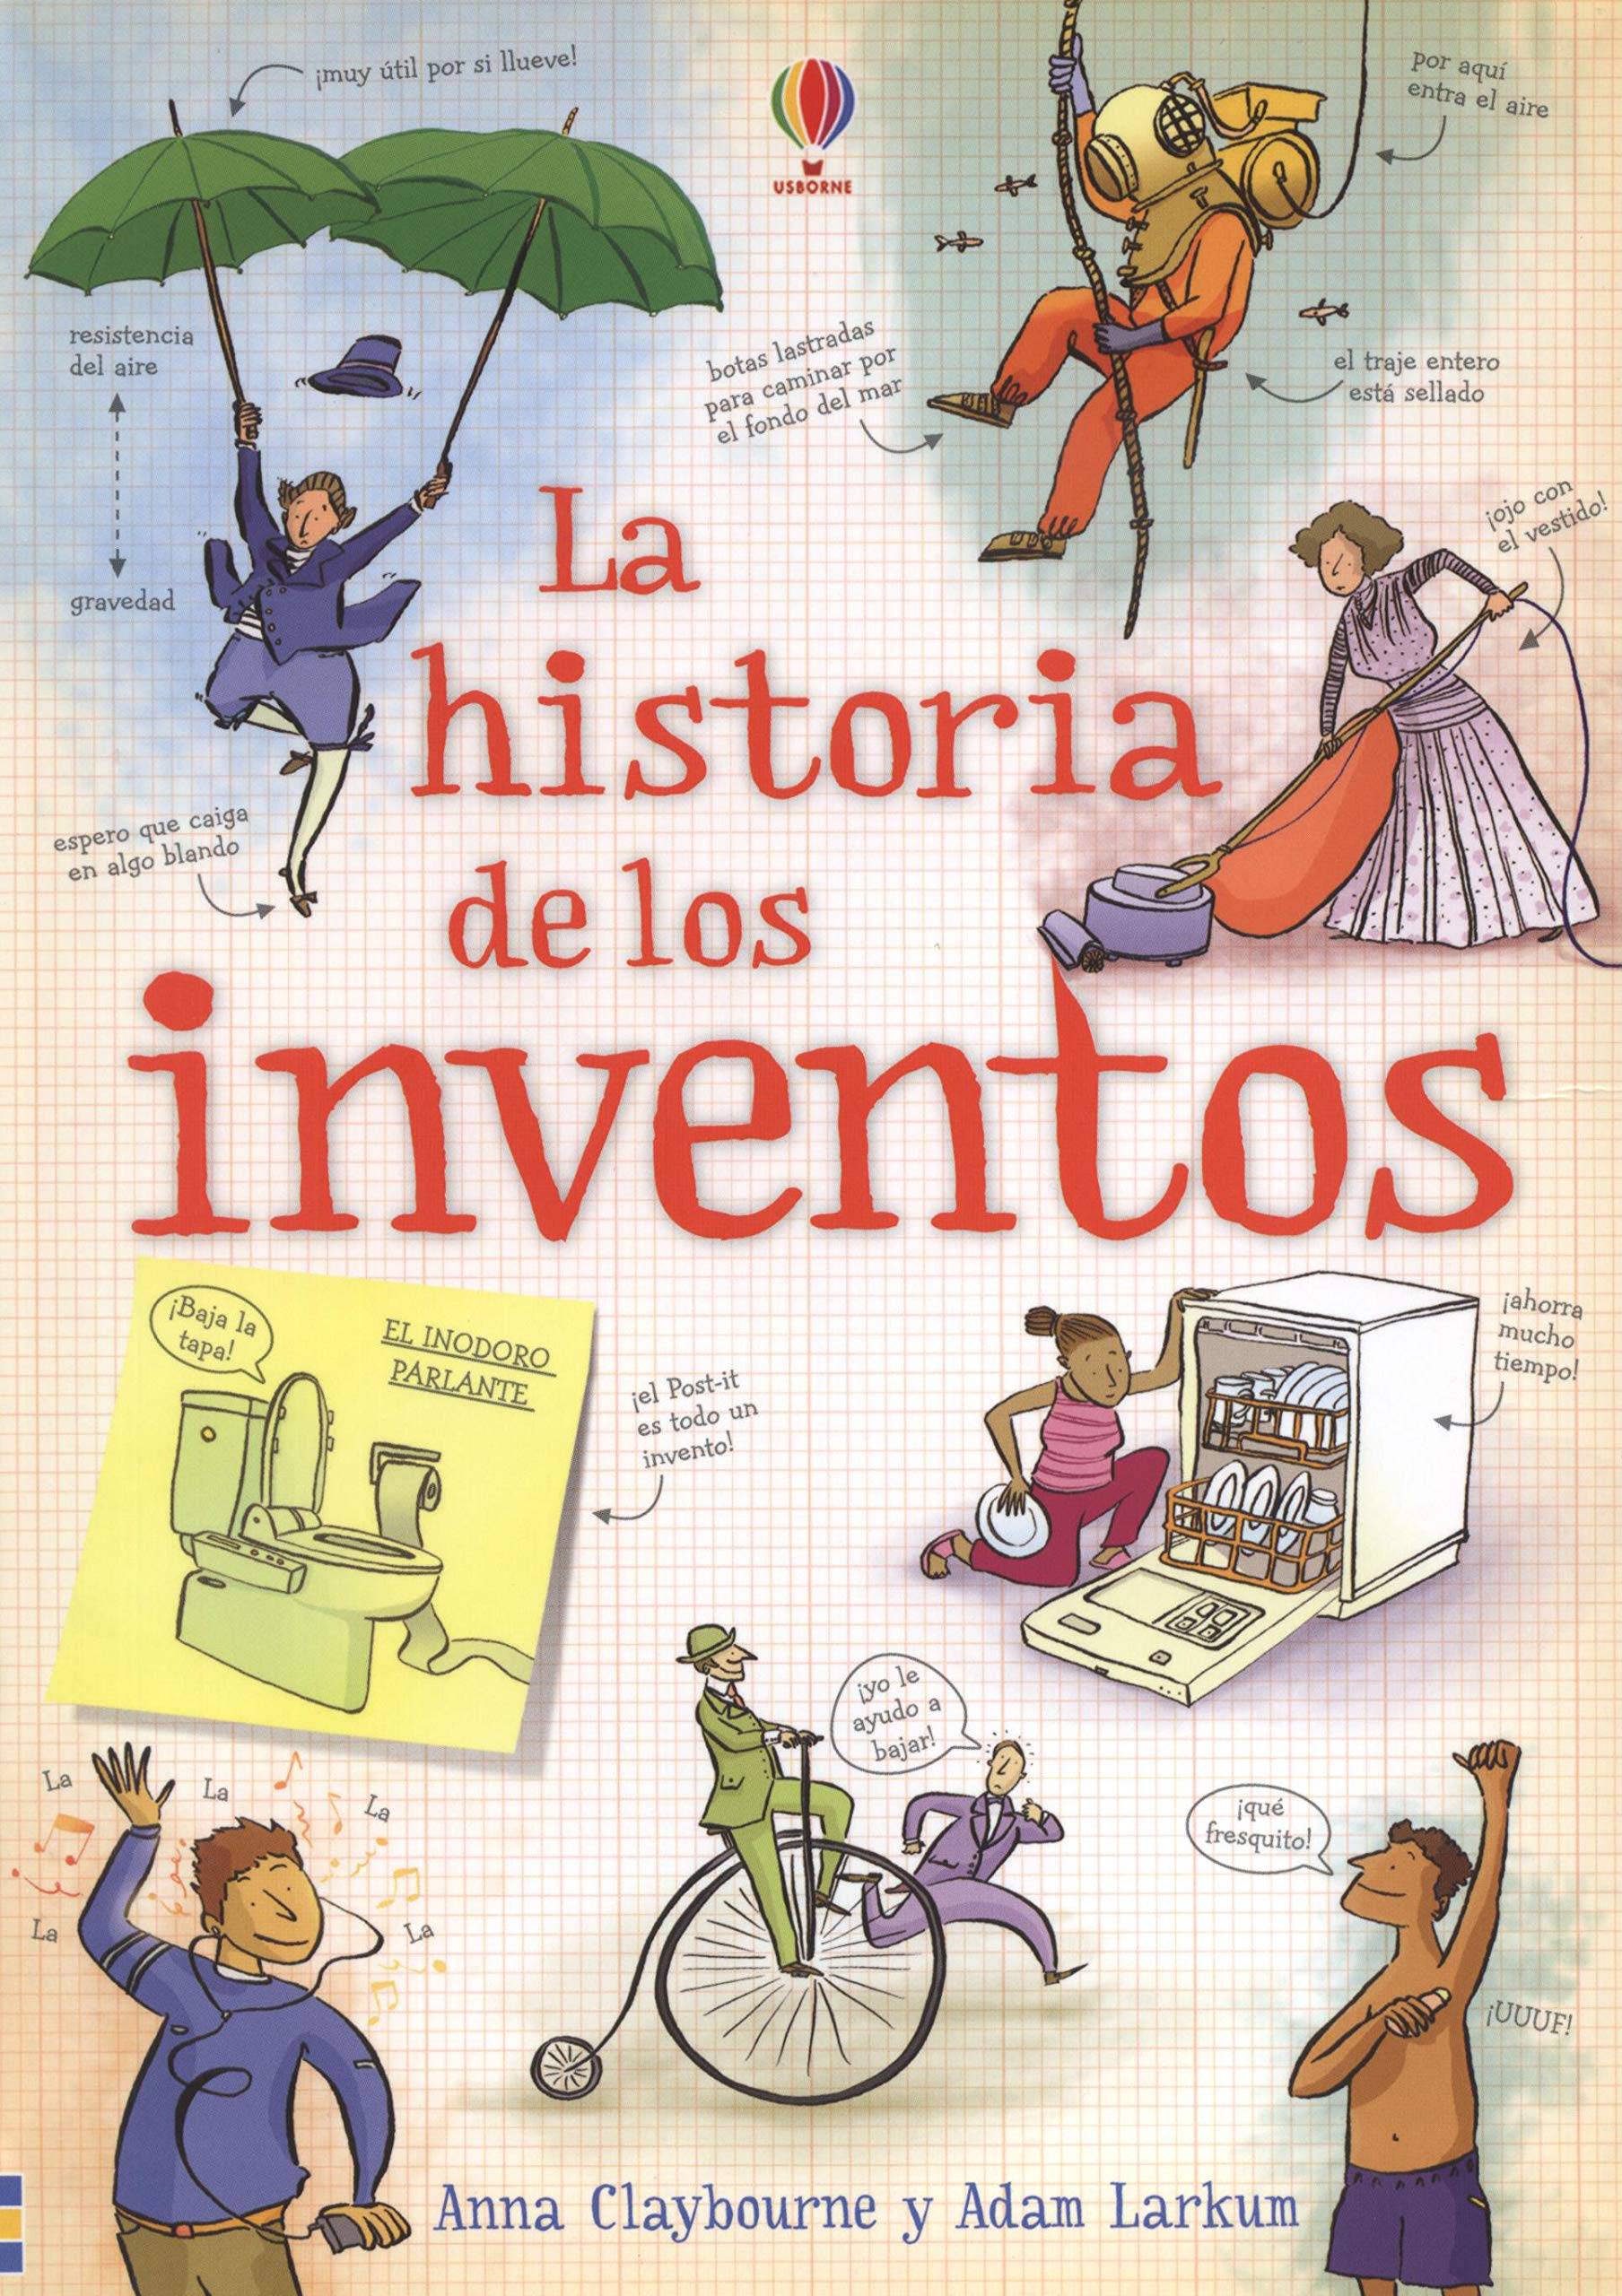 ¡muy útil por si llueve!
USBORNE
por aquí
entra el aire
resistencia
del aire
gravedad
botas lastradas
para caminar por
el fondo del mar
el traje entero
está sellado
¡ojo con
el vestido!
espero que caiga
en algo blando
La
historia
de los
inventos
¡Baja la
tapa!
EL INODORO
PARLANTE
¡el Post-it
es todo un
invento!
¡ahorra
mucho
tiempo!
¡yo le
ayudo a
bajar!
La
La
La
La
La
¡qué
fresquito!
¡UUUF!
Anna Claybourne y Adam Larkum